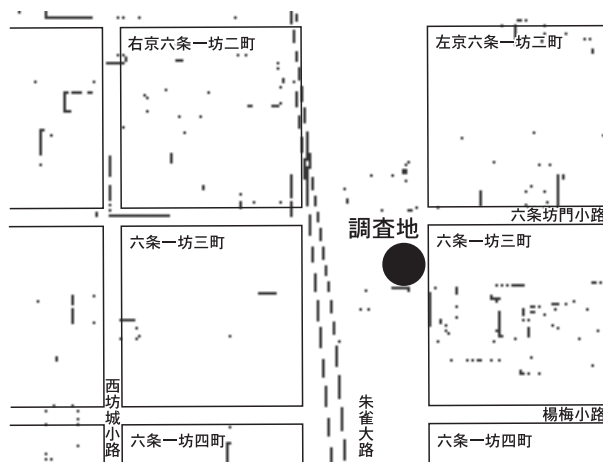 右京六条一坊二町
左京六条一坊二町
六条坊門小路
調査地
六条一坊三町
六条一坊三町
西坊城小路
朱雀大路
楊梅小路
六条一坊四町
六条一坊四町